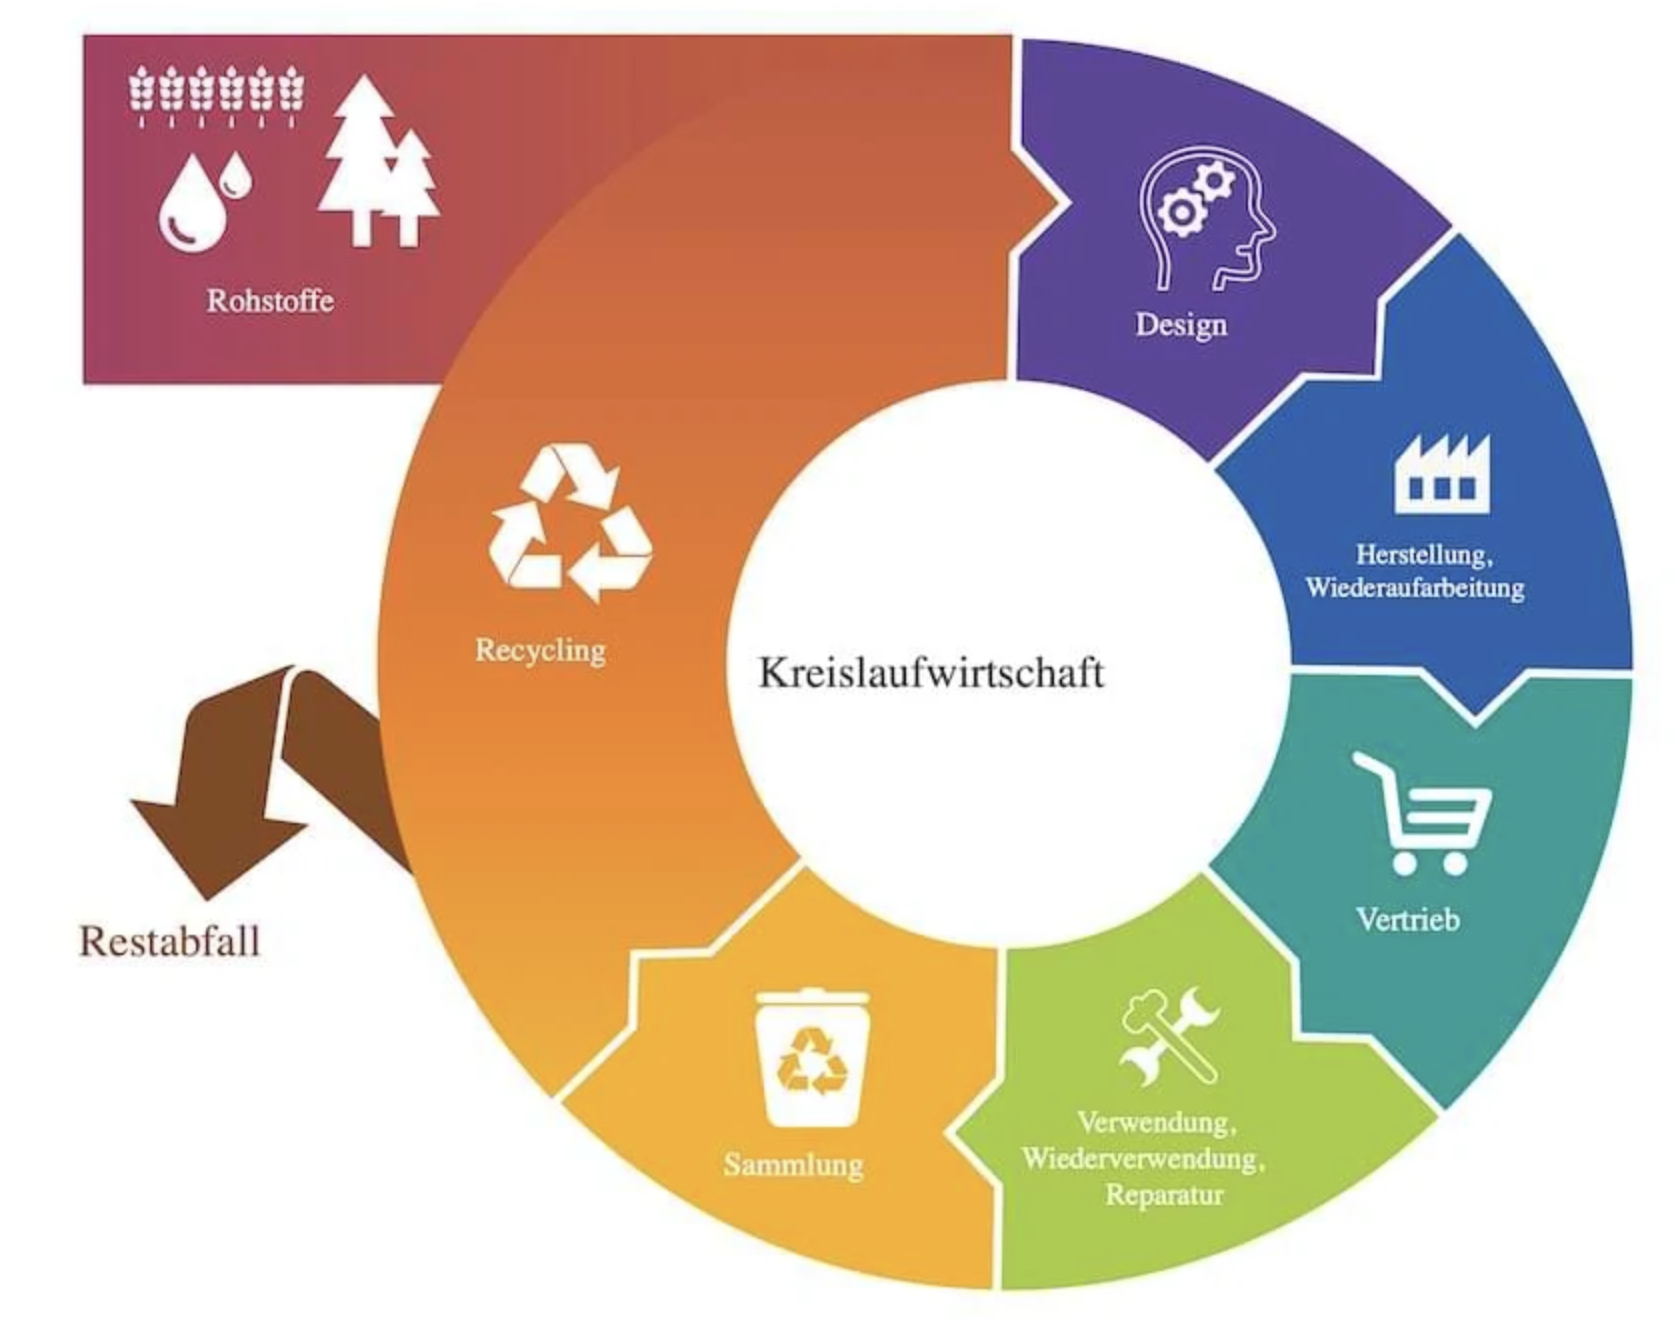 Rohstoffe
Design
Herstellung,
Wiederaufarbeitung
Recycling
Kreislaufwirtschaft
Vertrieb
Restabfall
Verwendung,
Wiederverwendung,
Reparatur
Sammlung